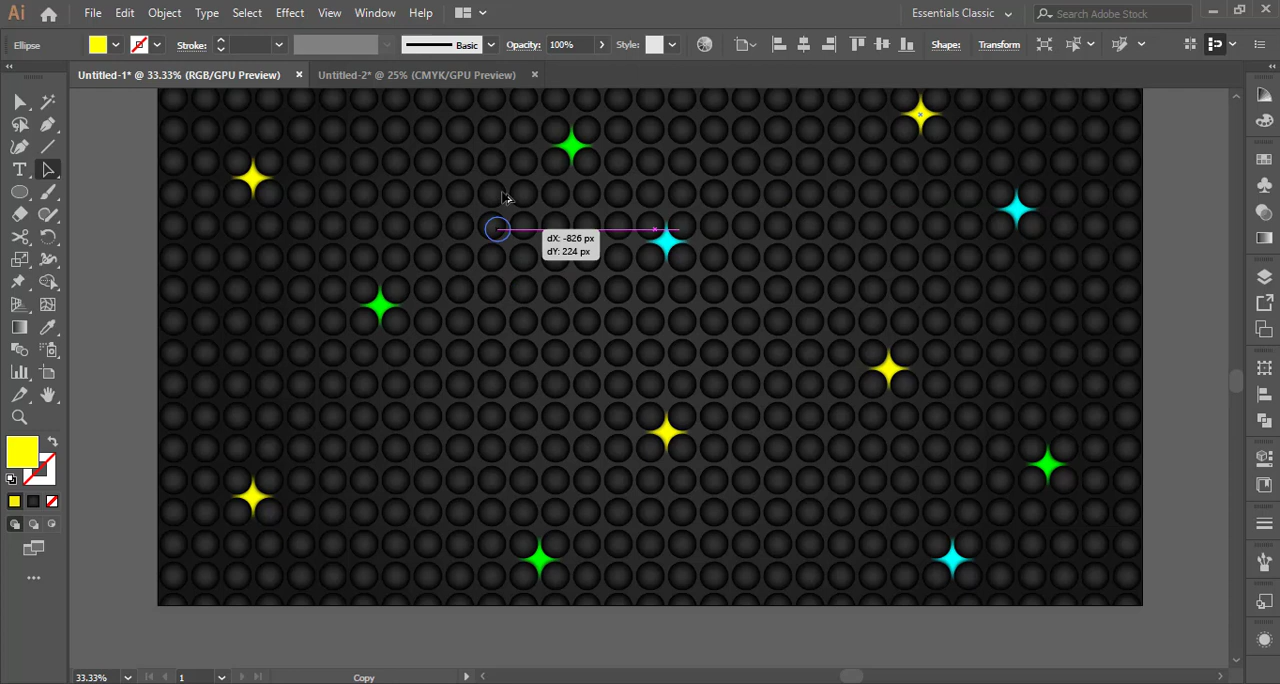 Ai File Edit Object Type Select Effect View Window Help Essentials Classic Search Adobe Stock
Ellipse Stroke: Basic Opacity: 100% Style: Shape: Transform
Untitled-1* @ 33.33% (RGB/GPU Preview) × Untitled-2* @ 25% (CMYK/GPU Preview) ×
dX: -826 px
dY: 224 px
33.33% 1 Copy